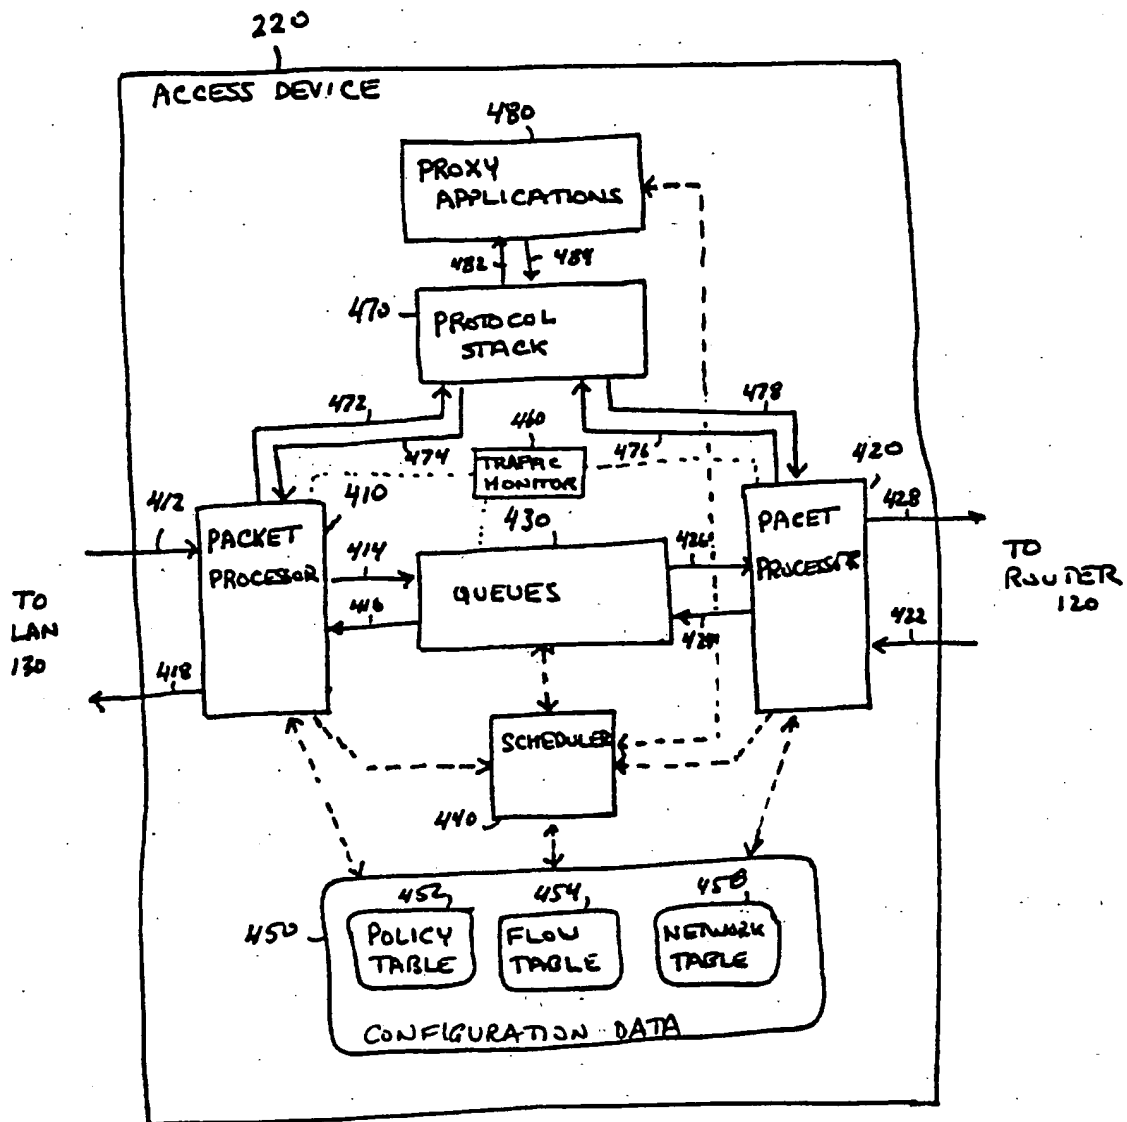 220
ACCESS DEVICE
480
PROXY
APPLICATIONS
482
484
470
PROTOCOL
STACK
472
478
474
460
476
TRAFFIC
MONITOR
412
410
420
428
PACKET
PROCESSOR
430
PACET
PROCESSOR
414
426
QUEUES
416
424
422
TO
LAN
130
TO
ROUTER
120
418
SCHEDULER
440
450
452
454
458
POLICY
TABLE
FLOW
TABLE
NETWORK
TABLE
CONFIGURATION DATA